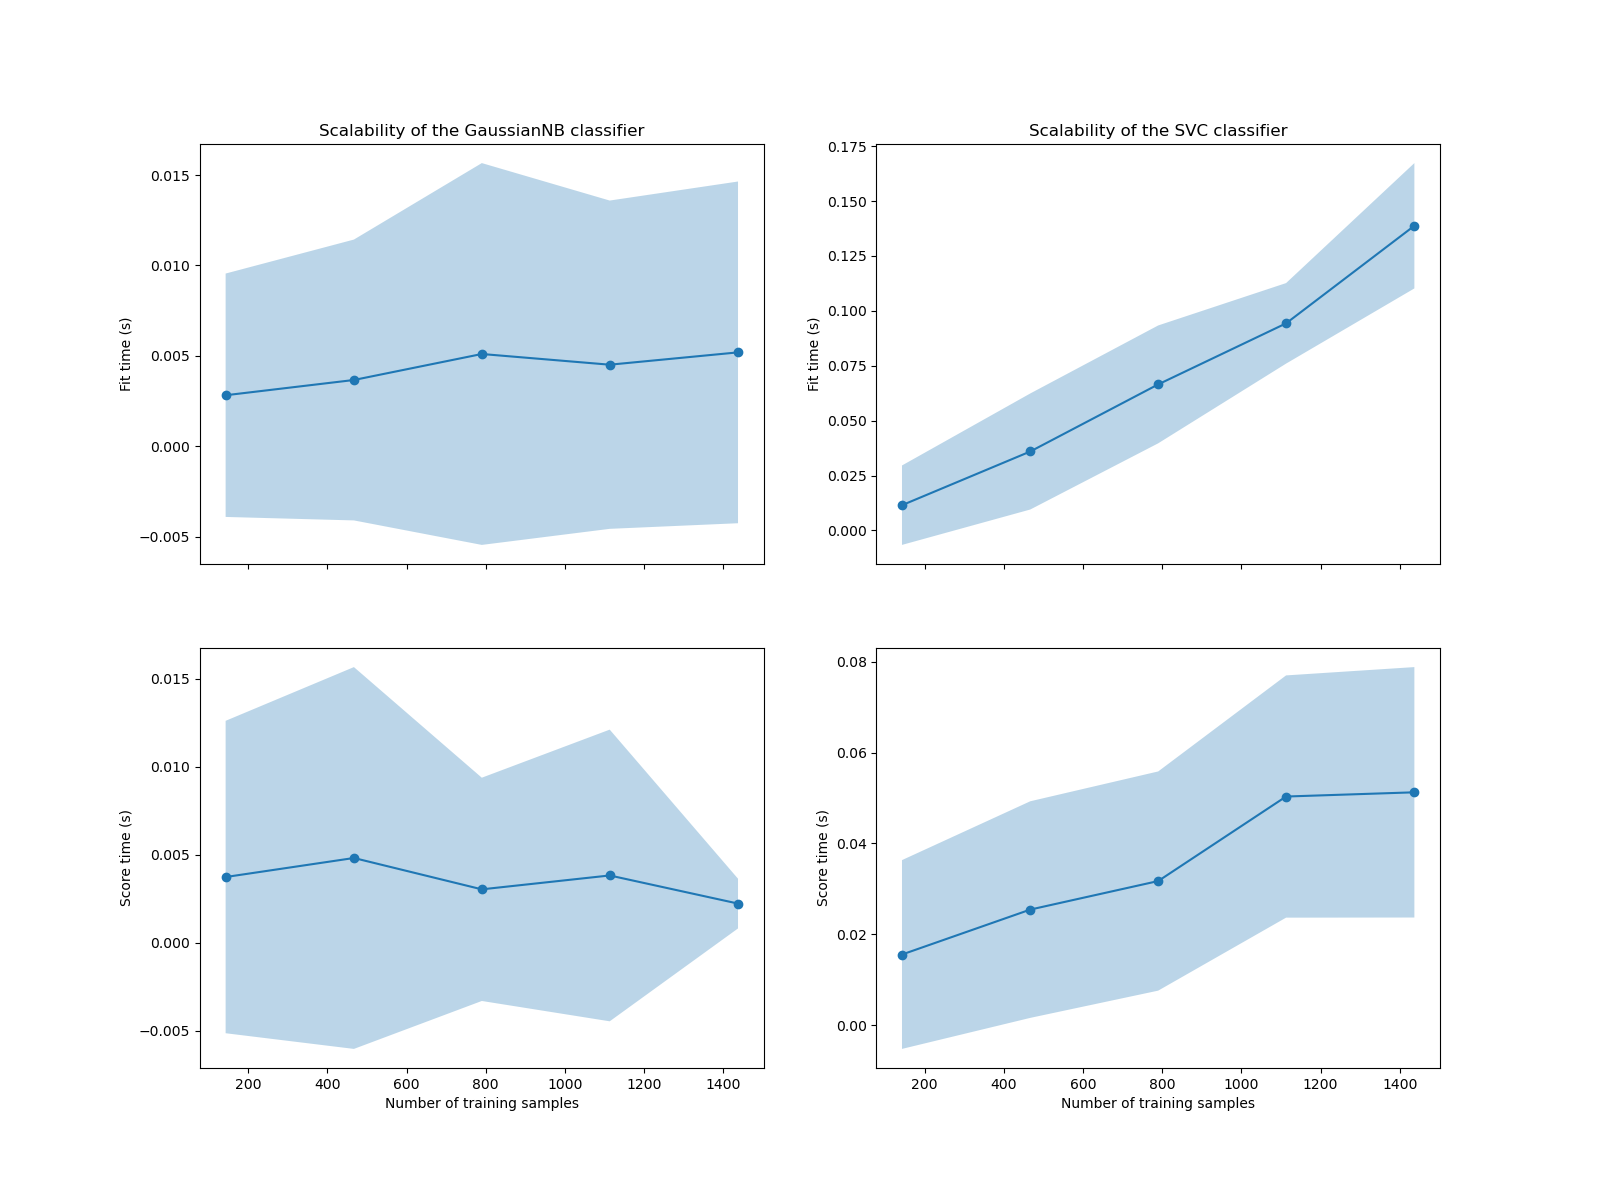 Scalability of the GaussianNB classifier
Scalability of the SVC classifier
0.015
0.010
0.005
0.000
−0.005
Fit time (s)
0.175
0.150
0.125
0.100
0.075
0.050
0.025
0.000
Fit time (s)
0.015
0.010
0.005
0.000
−0.005
Score time (s)
200 400 600 800 1000 1200 1400
Number of training samples
0.08
0.06
0.04
0.02
0.00
Score time (s)
200 400 600 800 1000 1200 1400
Number of training samples